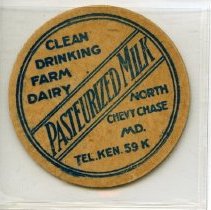 CLEAN
DRINKING
FARM
DAIRY
PASTEURIZED MILK
NORTH
CHEVY CHASE
MD.
TEL. KEN. 59 K